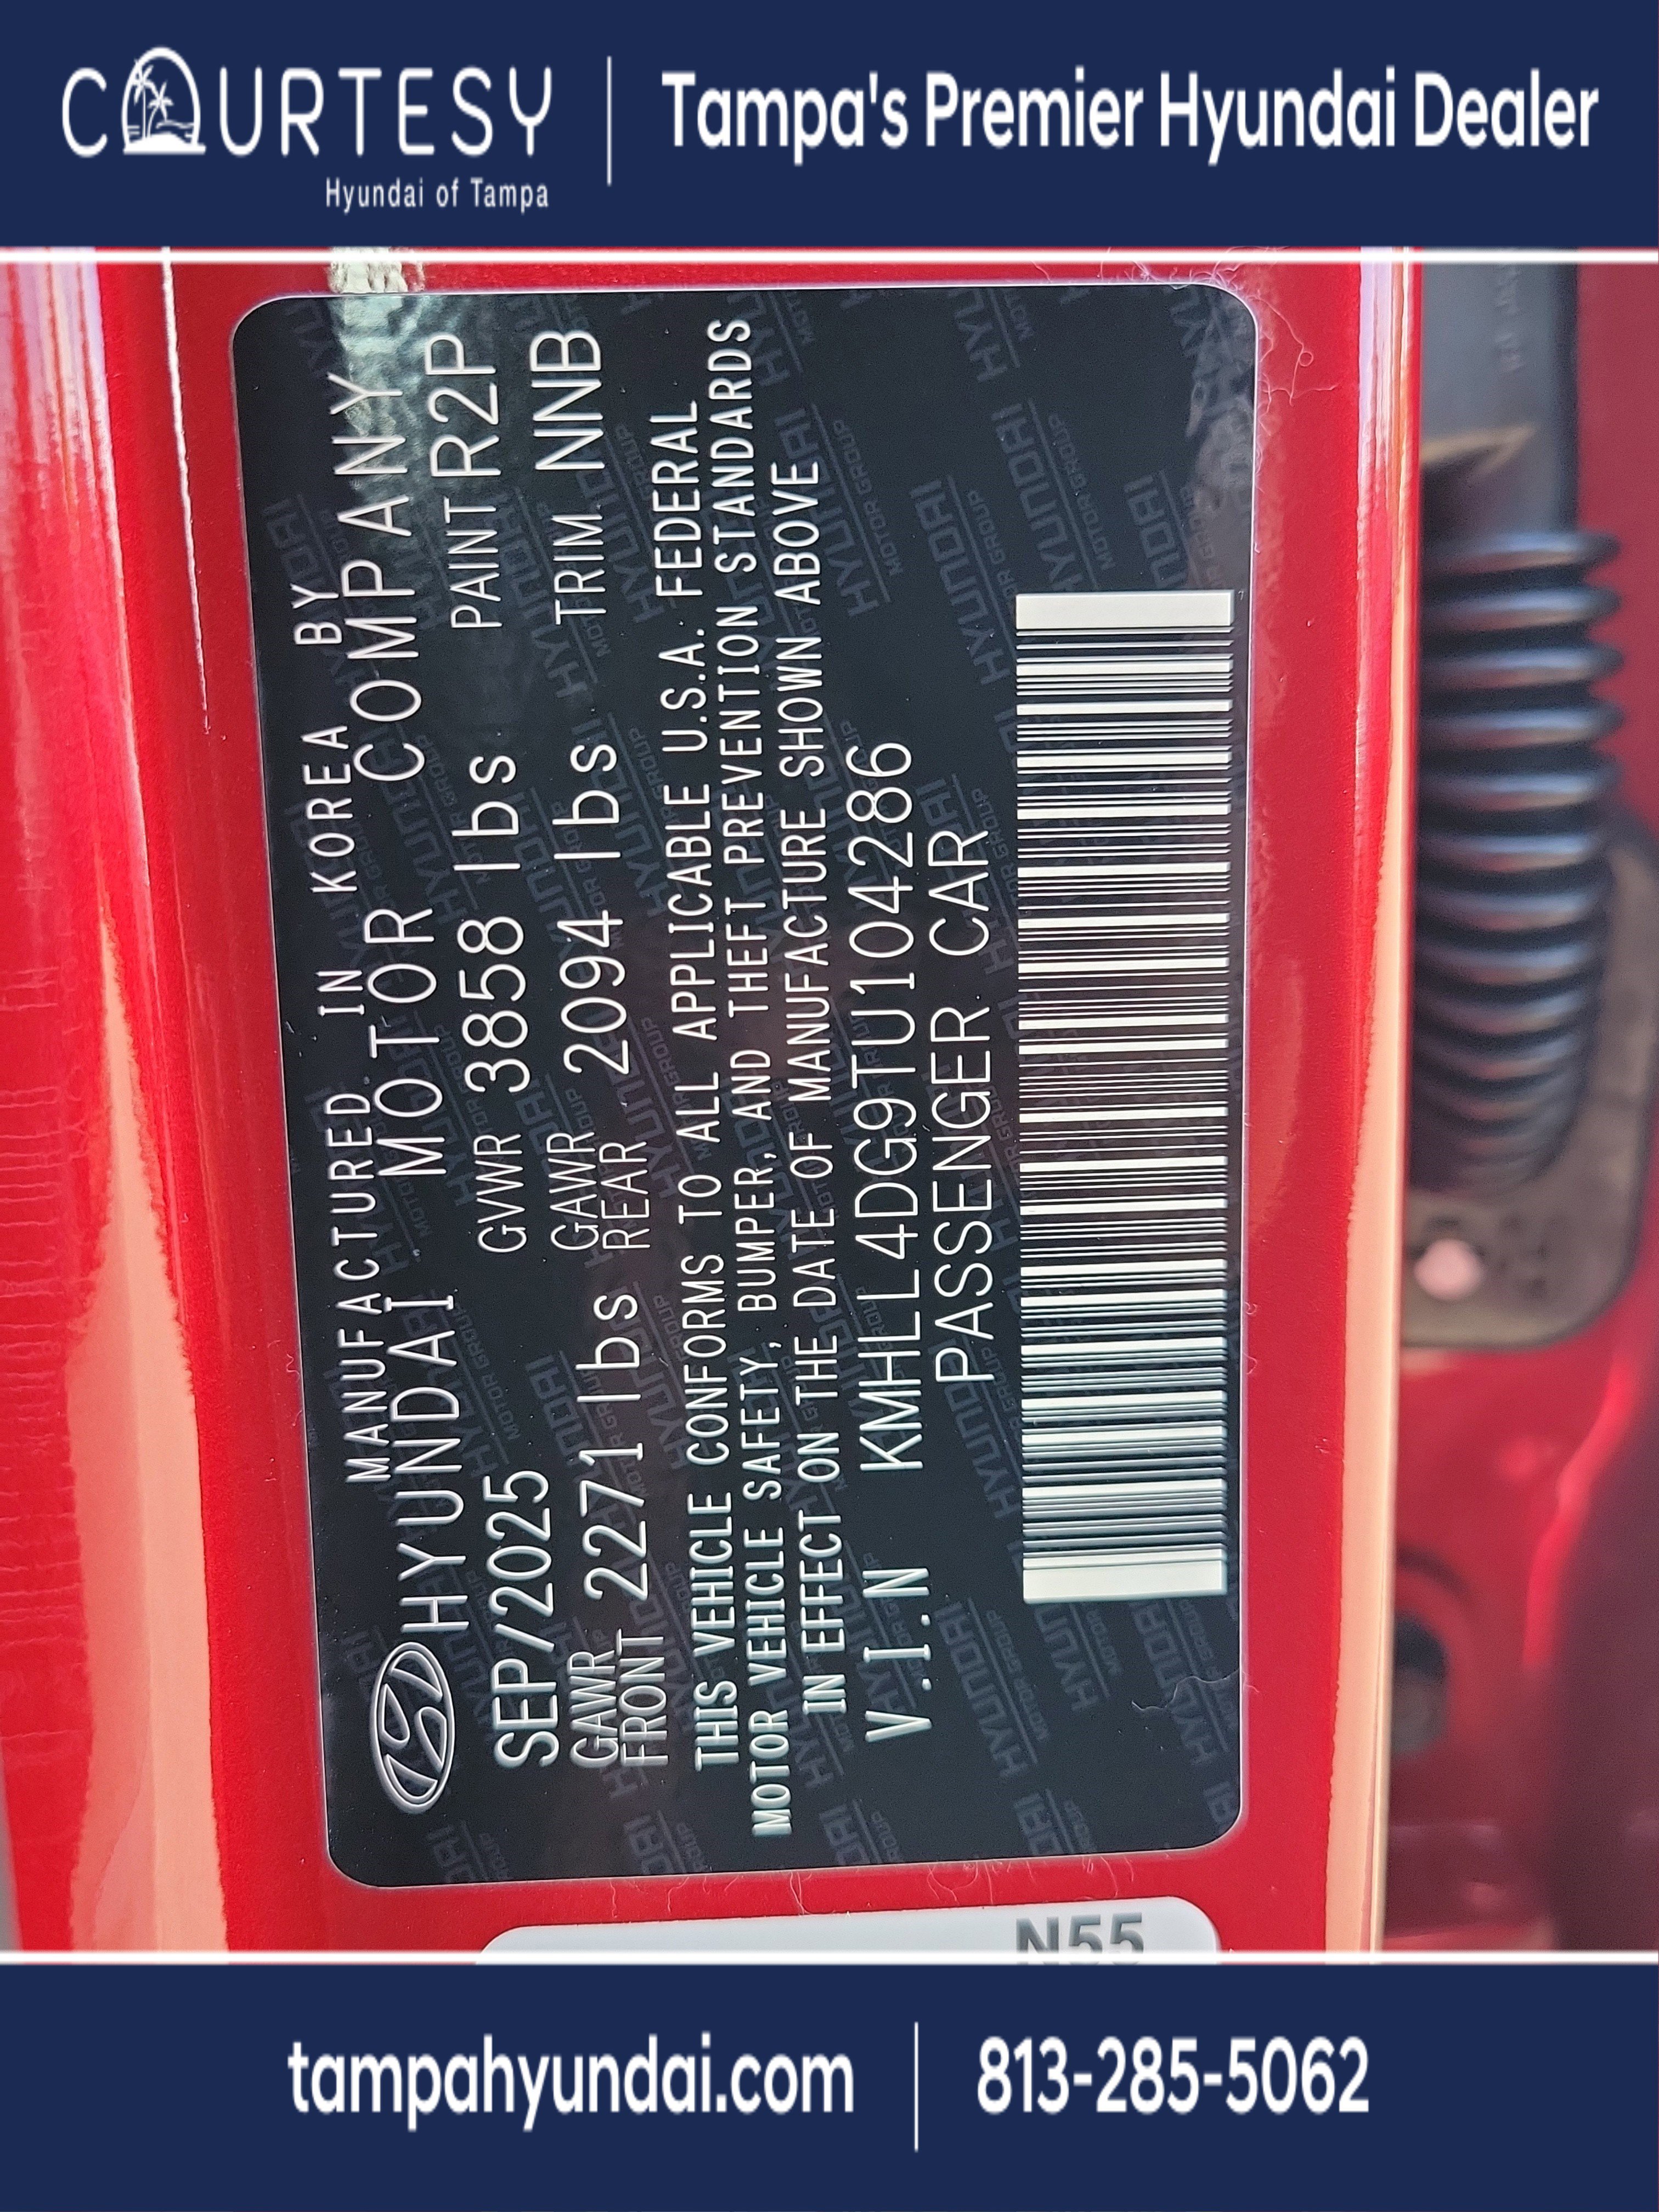 COURTESY
Hyundai of Tampa
Tampa's Premier Hyundai Dealer
MANUFACTURED IN KOREA BY
HYUNDAI MOTOR COMPANY
SEP/2025 GVWR 3858 lbs PAINT R2P
GAWR FRONT 2271 lbs GAWR REAR 2094 lbs TRIM NNB
THIS VEHICLE CONFORMS TO ALL APPLICABLE U.S.A. FEDERAL
MOTOR VEHICLE SAFETY, BUMPER, AND THEFT PREVENTION STANDARDS
IN EFFECT ON THE DATE OF MANUFACTURE SHOWN ABOVE
V.I.N KMHLL4DG9TU104286
PASSENGER CAR
N55
tampahyundai.com
813-285-5062